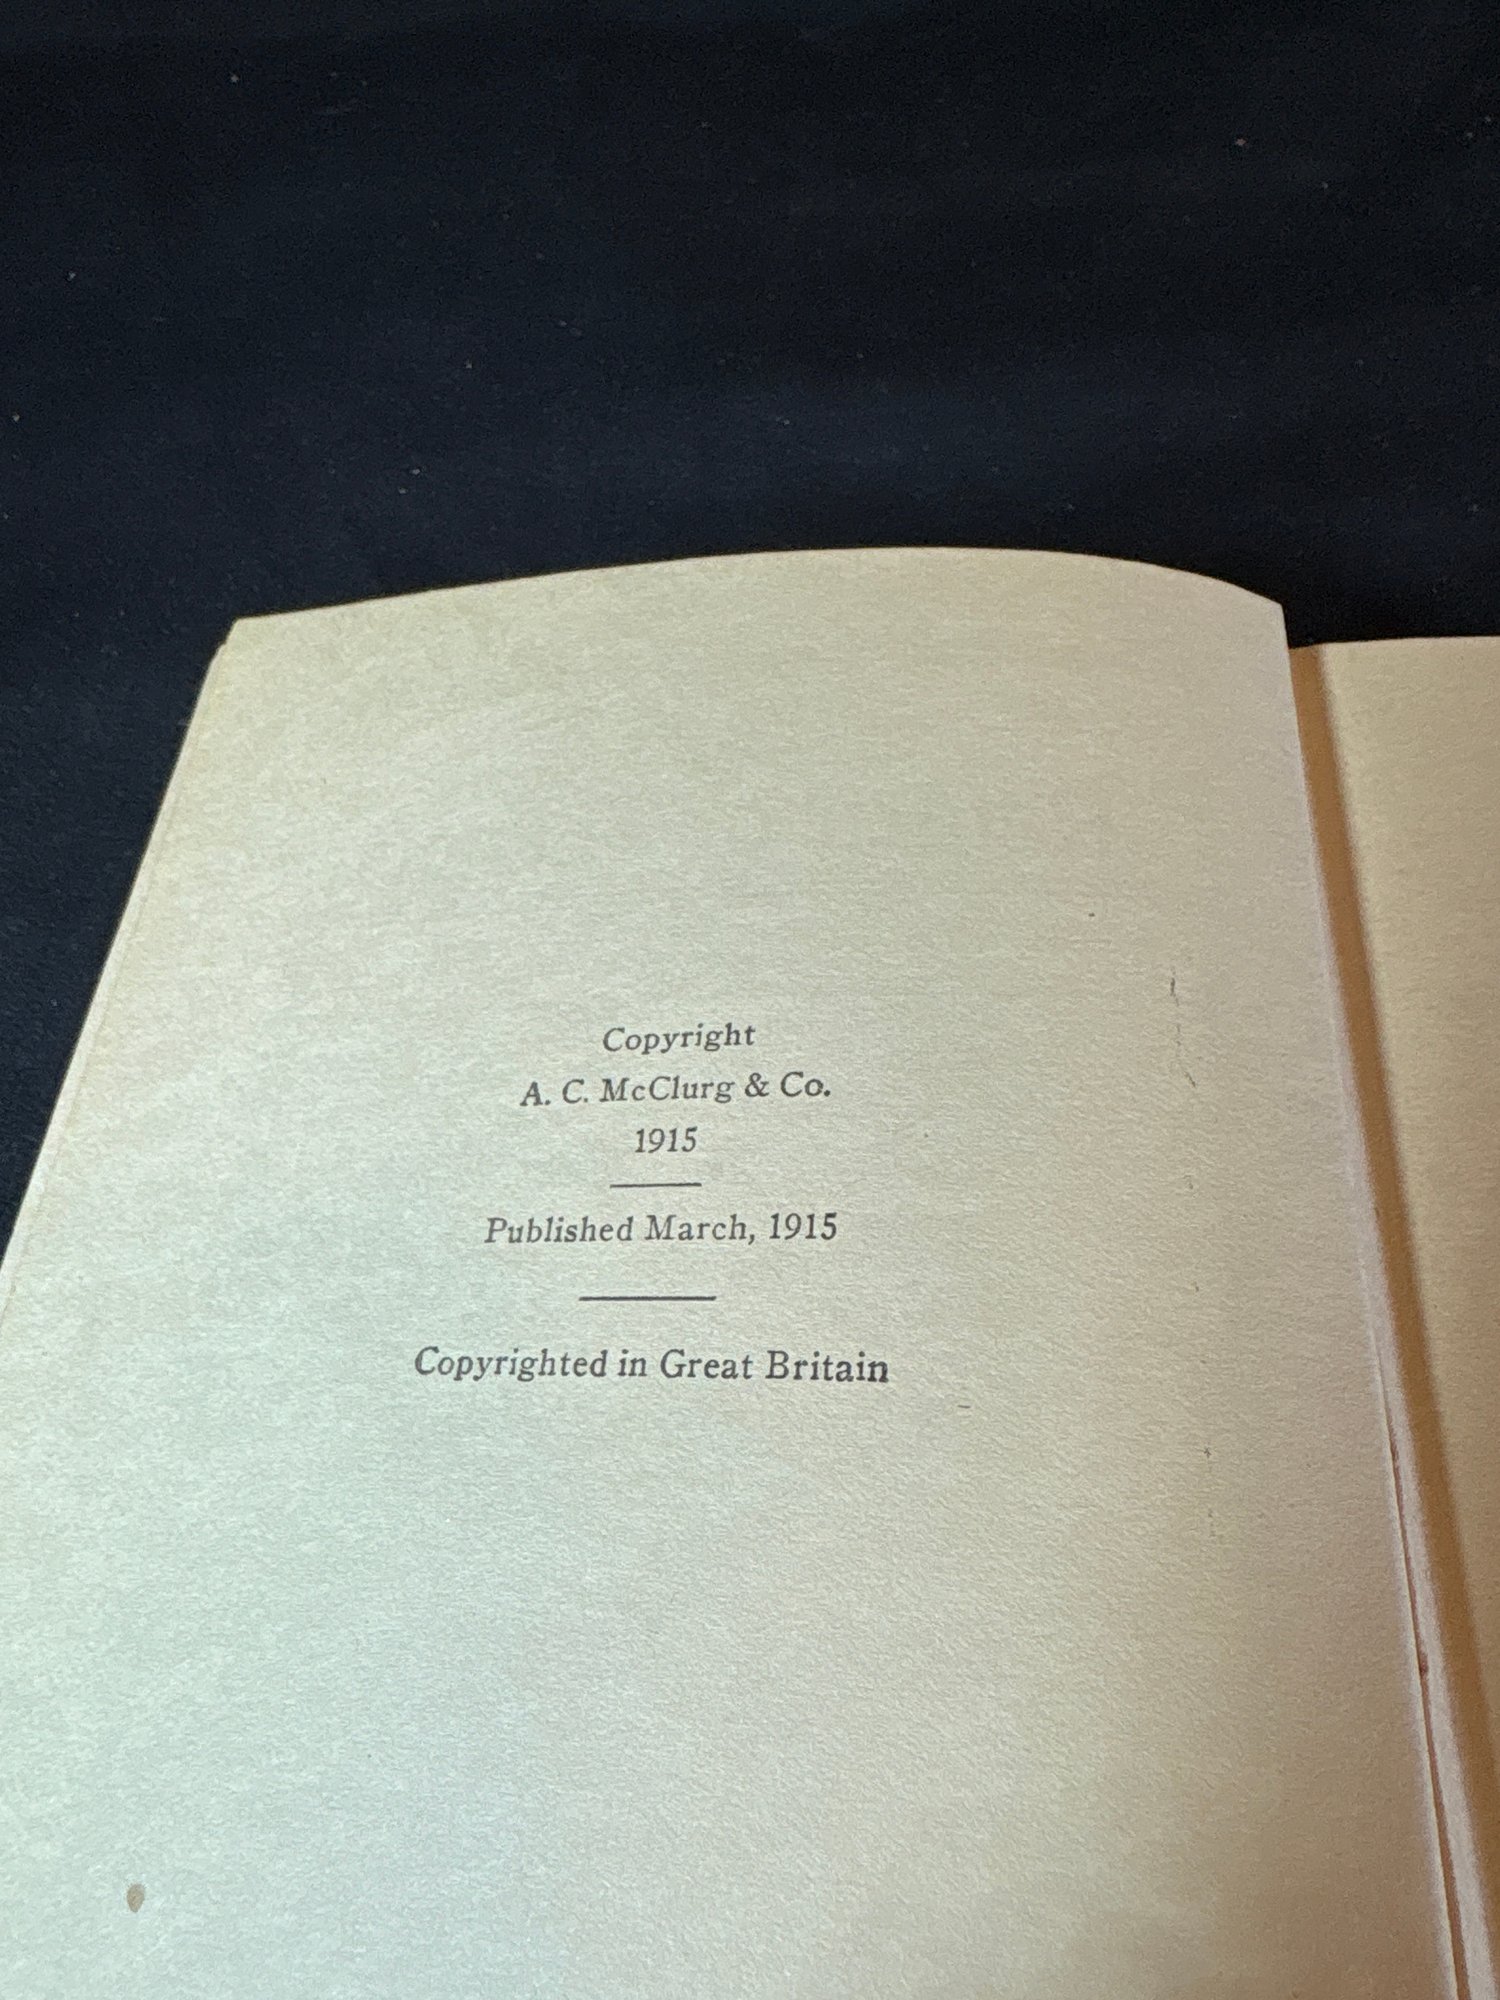 Copyright
A. C. McClurg & Co.
1915
Published March, 1915
Copyrighted in Great Britain